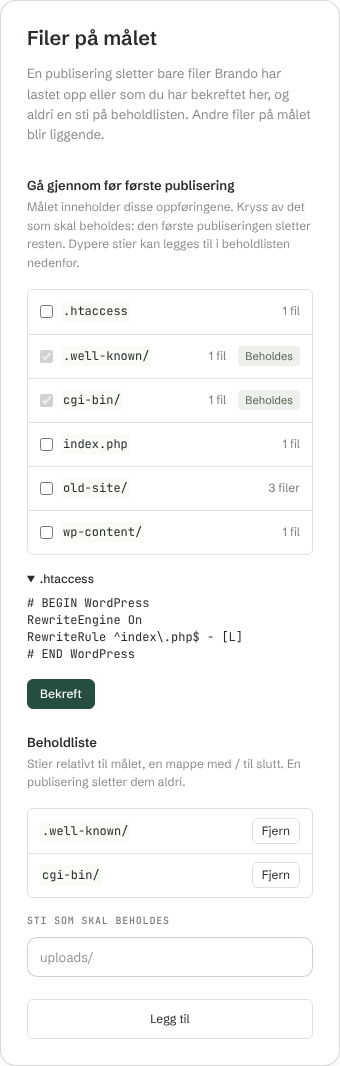 Filer på målet
En publisering sletter bare filer Brando har
lastet opp eller som du har bekreftet her, og
aldri en sti på beholdlisten. Andre filer på målet
blir liggende.
Gå gjennom før første publisering
Målet inneholder disse oppføringene. Kryss av det
som skal beholdes: den første publiseringen sletter
resten. Dypere stier kan legges til i beholdlisten
nedenfor.
.htaccess 1 fil
.well-known/ 1 fil Beholdes
cgi-bin/ 1 fil Beholdes
index.php 1 fil
old-site/ 3 filer
wp-content/ 1 fil
▼ .htaccess
# BEGIN WordPress
RewriteEngine On
RewriteRule ^index\.php$ - [L]
# END WordPress
Bekreft
Beholdliste
Stier relativt til målet, en mappe med / til slutt. En
publisering sletter dem aldri.
.well-known/ Fjern
cgi-bin/ Fjern
STI SOM SKAL BEHOLDES
uploads/
Legg til